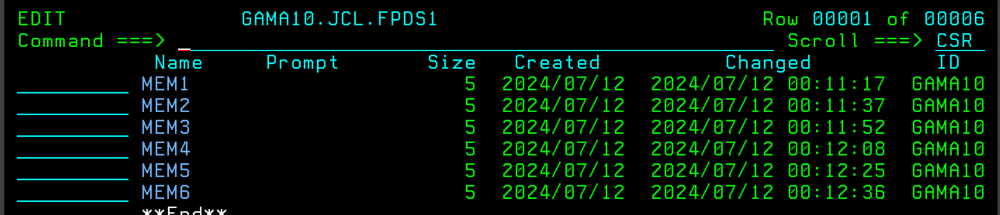 EDIT GAMA10.JCL.FPDS1 Row 00001 of 00006
Command ===> Scroll ===> CSR
Name Prompt Size Created Changed ID
MEM1 5 2024/07/12 2024/07/12 00:11:17 GAMA10
MEM2 5 2024/07/12 2024/07/12 00:11:37 GAMA10
MEM3 5 2024/07/12 2024/07/12 00:11:52 GAMA10
MEM4 5 2024/07/12 2024/07/12 00:12:08 GAMA10
MEM5 5 2024/07/12 2024/07/12 00:12:25 GAMA10
MEM6 5 2024/07/12 2024/07/12 00:12:36 GAMA10
**End**